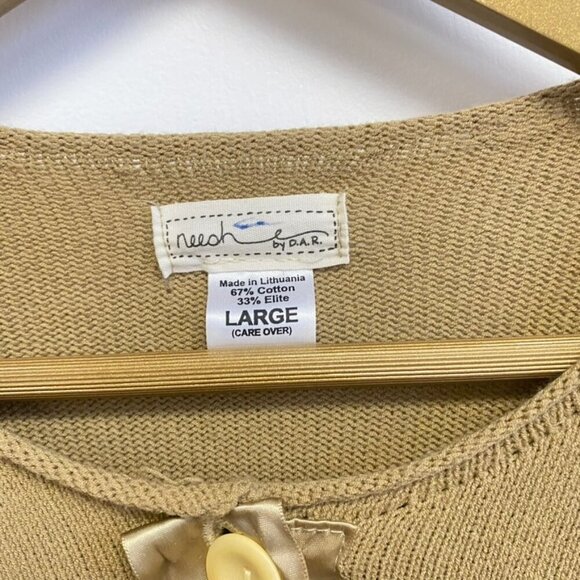 neesh
by D.A.R.
Made in Lithuania
67% Cotton
33% Elite
LARGE
(CARE OVER)